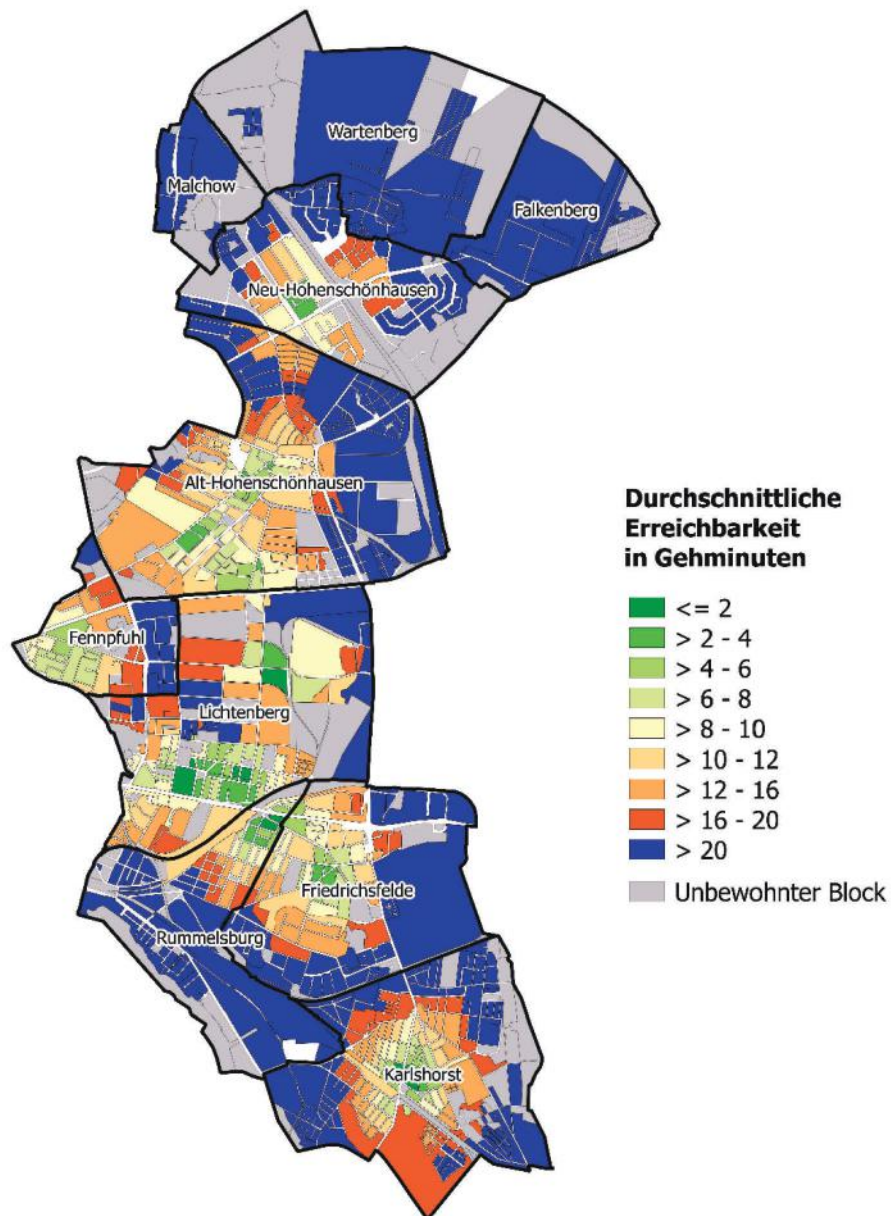 Wartenberg
Malchow
Falkenberg
Neu-Hohenschönhausen
Alt-Hohenschönhausen
Fennpfuhl
Lichtenberg
Friedrichsfelde
Rummelsburg
Karlshorst
Durchschnittliche
Erreichbarkeit
in Gehminuten
<= 2
> 2 - 4
> 4 - 6
> 6 - 8
> 8 - 10
> 10 - 12
> 12 - 16
> 16 - 20
> 20
Unbewohnter Block